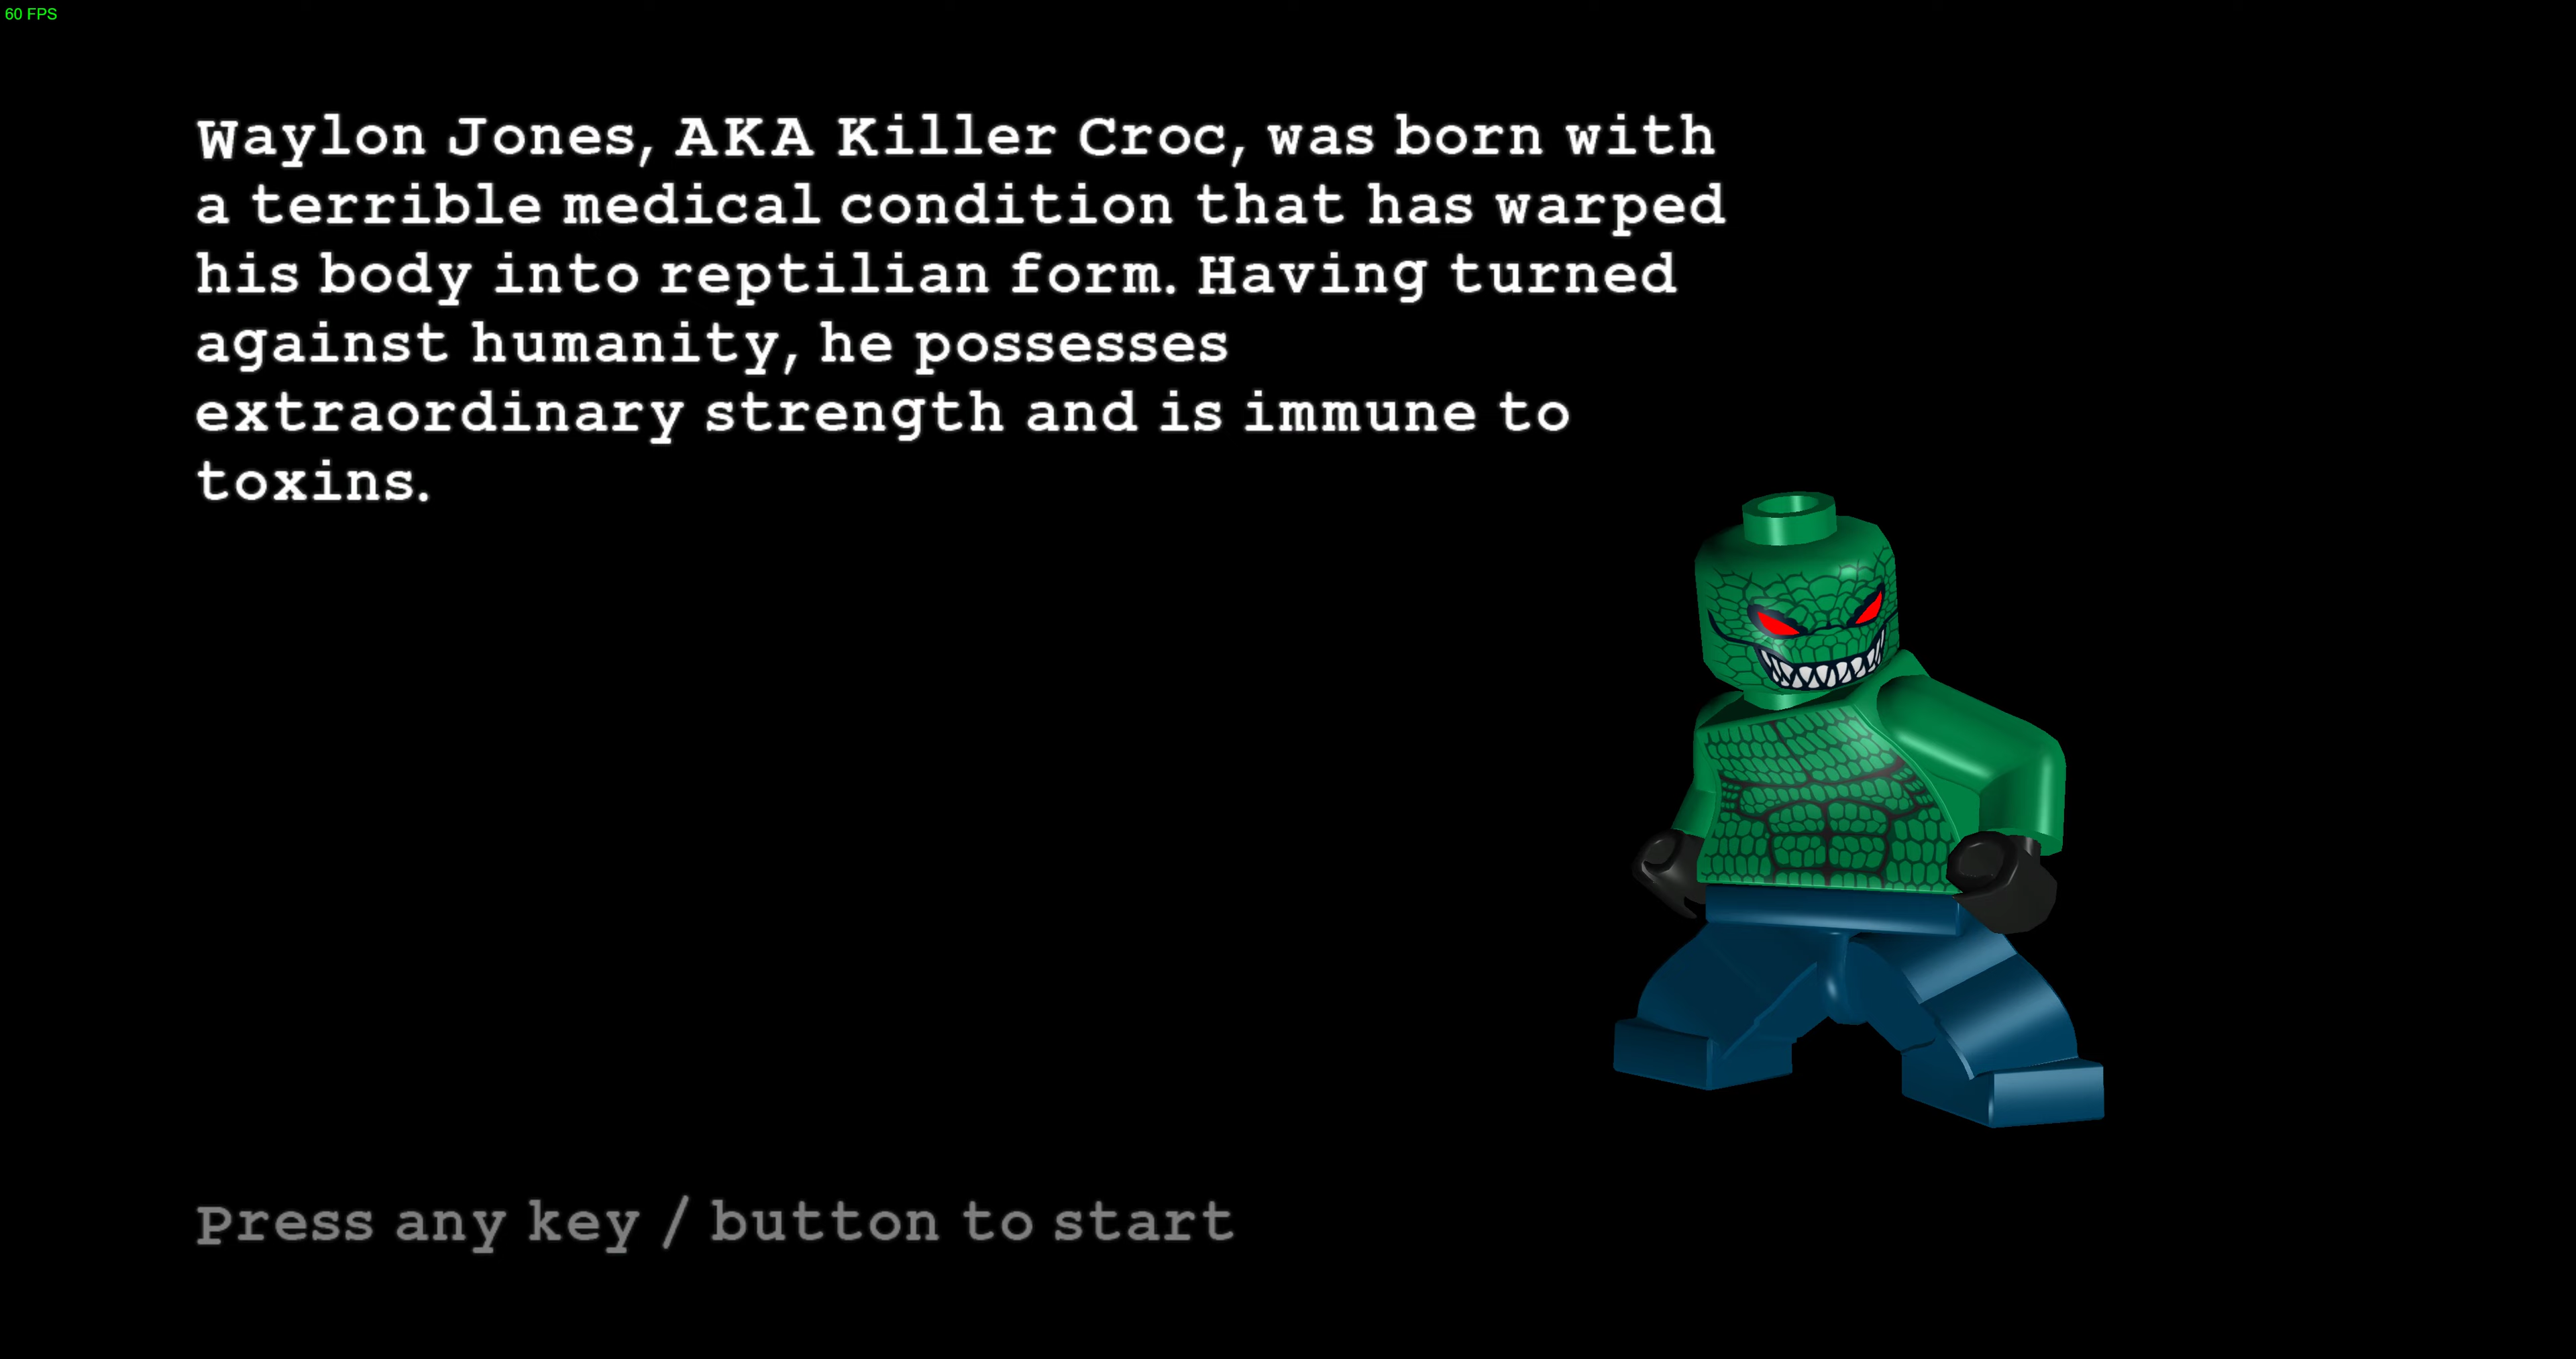 60 FPS
Waylon Jones, AKA Killer Croc, was born with
a terrible medical condition that has warped
his body into reptilian form. Having turned
against humanity, he possesses
extraordinary strength and is immune to
toxins.
Press any key / button to start